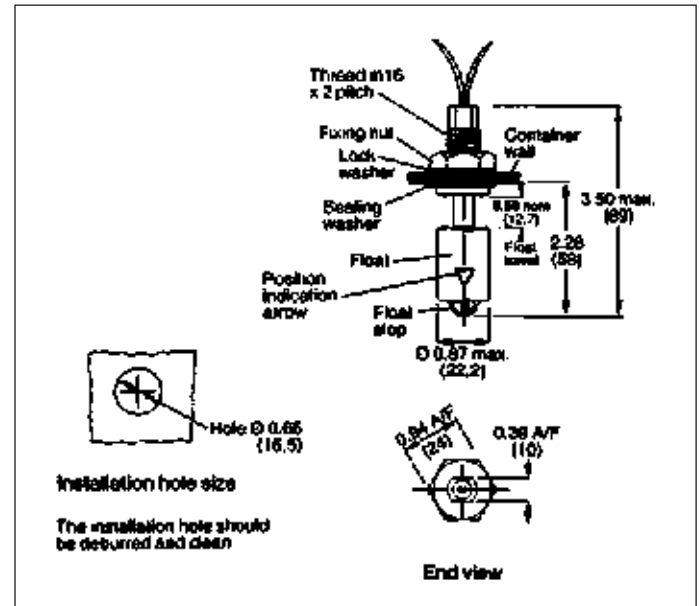 Thread m16
x 2 pitch
Fixing nut
Lock
washer
Container
wall
Sealing
washer
3.50 max.
(89)
(12,7)
Float
2.28
(58)
Float
Position
indication
arrow
Float
stop
Ø 0.87 max.
(22,2)
Hole Ø 0.65
(16,5)
0.94 A/F
(24)
0.39 A/F
(10)
Installation hole size
The installation hole should
be deburred and clean
End view